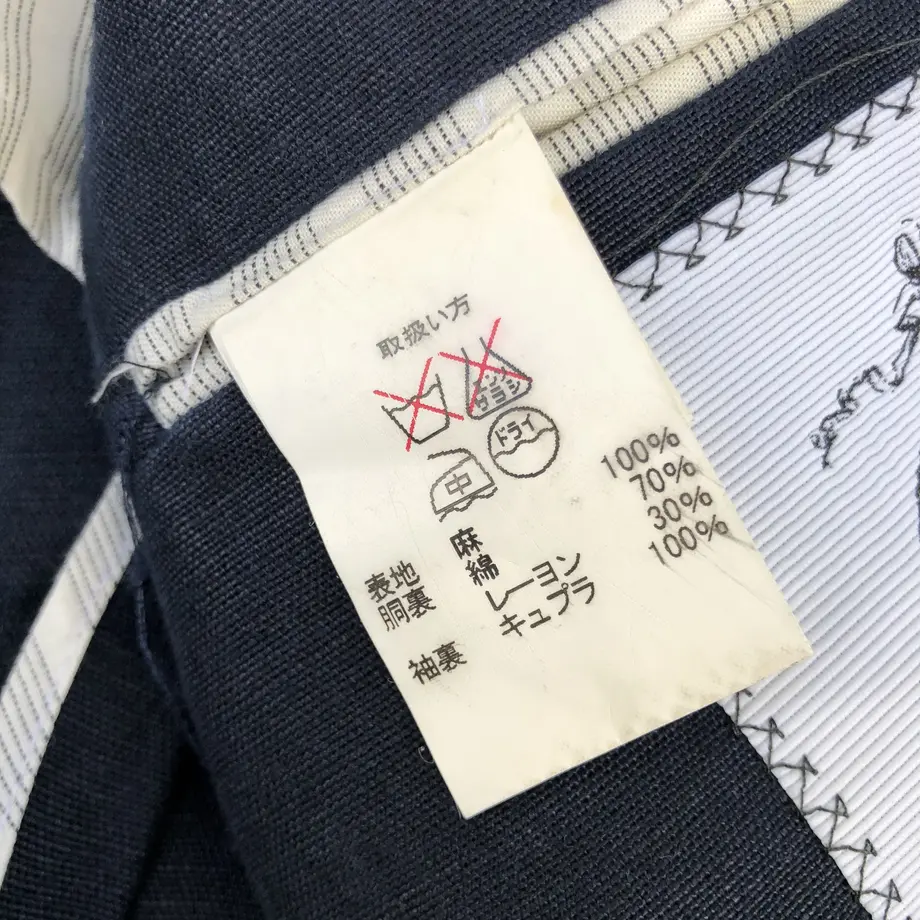 取扱い方
エンソ
サラシ
ドライ
中
表地 麻 100%
胴裏 綿 70%
レーヨン 30%
袖裏 キュプラ 100%